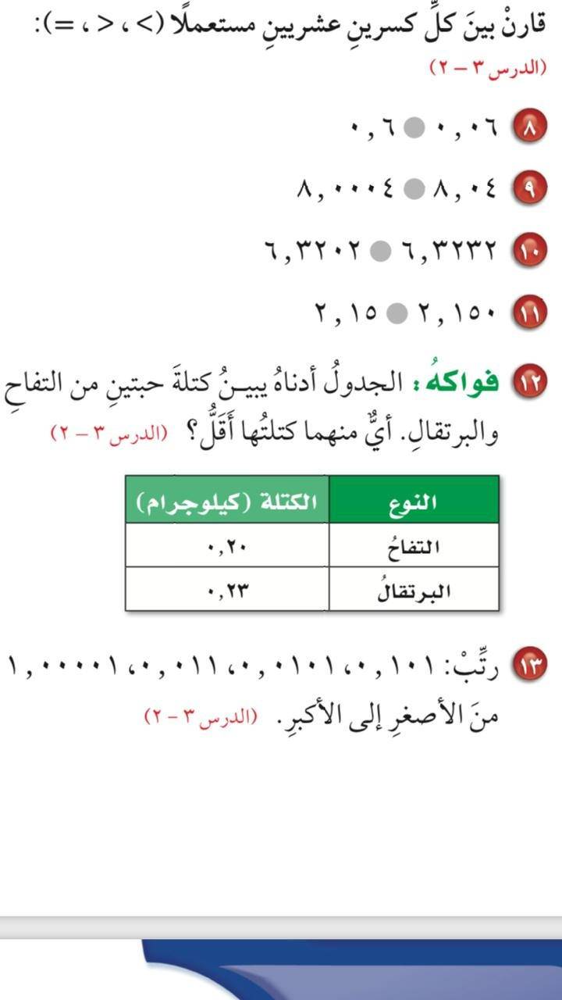 قارنْ بينَ كلِّ كسرينِ عشريينِ مستعملًا (> ، < ، =):
(الدرس ٣ – ٢)
٨ ٠,٠٦ ● ٠,٦
٩ ٨,٠٤ ● ٨,٠٠٠٤
١٠ ٦,٣٢٣٢ ● ٦,٣٢٠٢
١١ ٢,١٥٠ ● ٢,١٥
١٢ فواكهُ: الجدولُ أدناهُ يبيـنُ كتلةَ حبتينِ من التفاحِ
والبرتقالِ. أيٌّ منهما كتلتُها أَقَلُّ؟ (الدرس ٣ – ٢)
النوع الكتلة (كيلوجرام)
التفاحُ ٠,٢٠
البرتقالُ ٠,٢٣
١٣ رتِّبْ: ٠,١٠١، ٠,٠١٠١، ٠,٠١١، ١,٠٠٠٠١
منَ الأصغرِ إلى الأكبرِ. (الدرس ٣ – ٢)